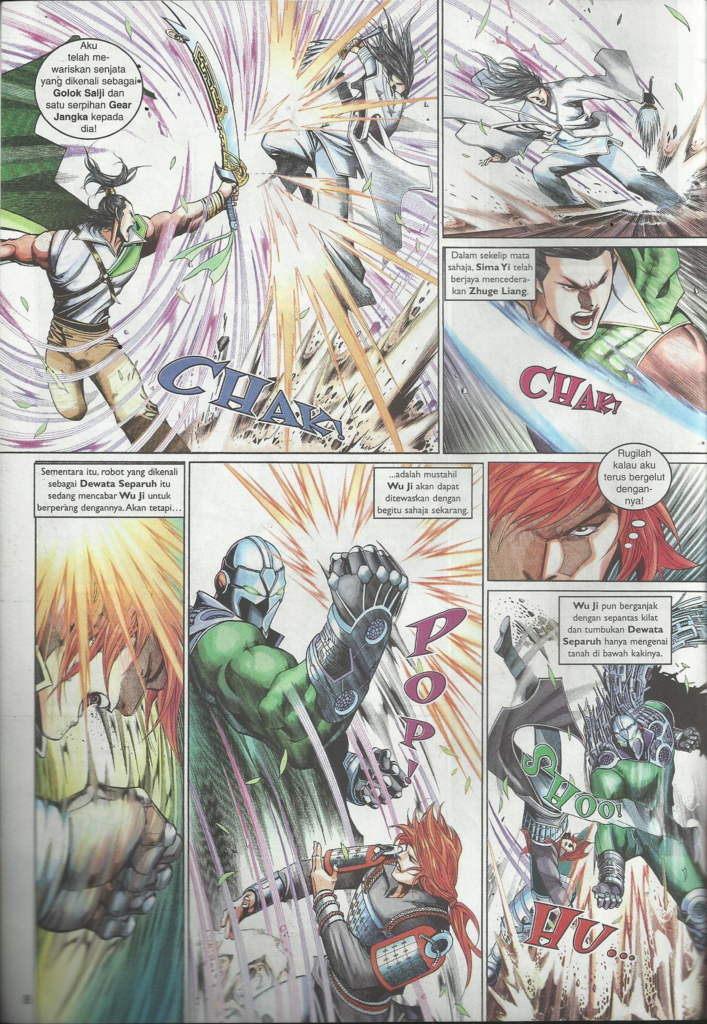 Aku
telah me-
wariskan senjata
yang dikenali sebagai
Golok Salji dan
satu serpihan Gear
Jangka kepada
dia!
CHAK!
Dalam sekelip mata
sahaja, Sima Yi telah
berjaya mencedera-
kan Zhuge Liang.
CHAK!
Sementara itu, robot yang dikenali
sebagai Dewata Separuh itu
sedang mencabar Wu Ji untuk
berperang dengannya. Akan tetapi...
...adalah mustahil
Wu Ji akan dapat
ditewaskan dengan
begitu sahaja sekarang.
POP!
Rugilah
kalau aku
terus bergelut
dengan-
nya!
Wu Ji pun berganjak
dengan sepantas kilat
dan tumbukan Dewata
Separuh hanya mengenai
tanah di bawah kakinya.
SHOO!
HU...